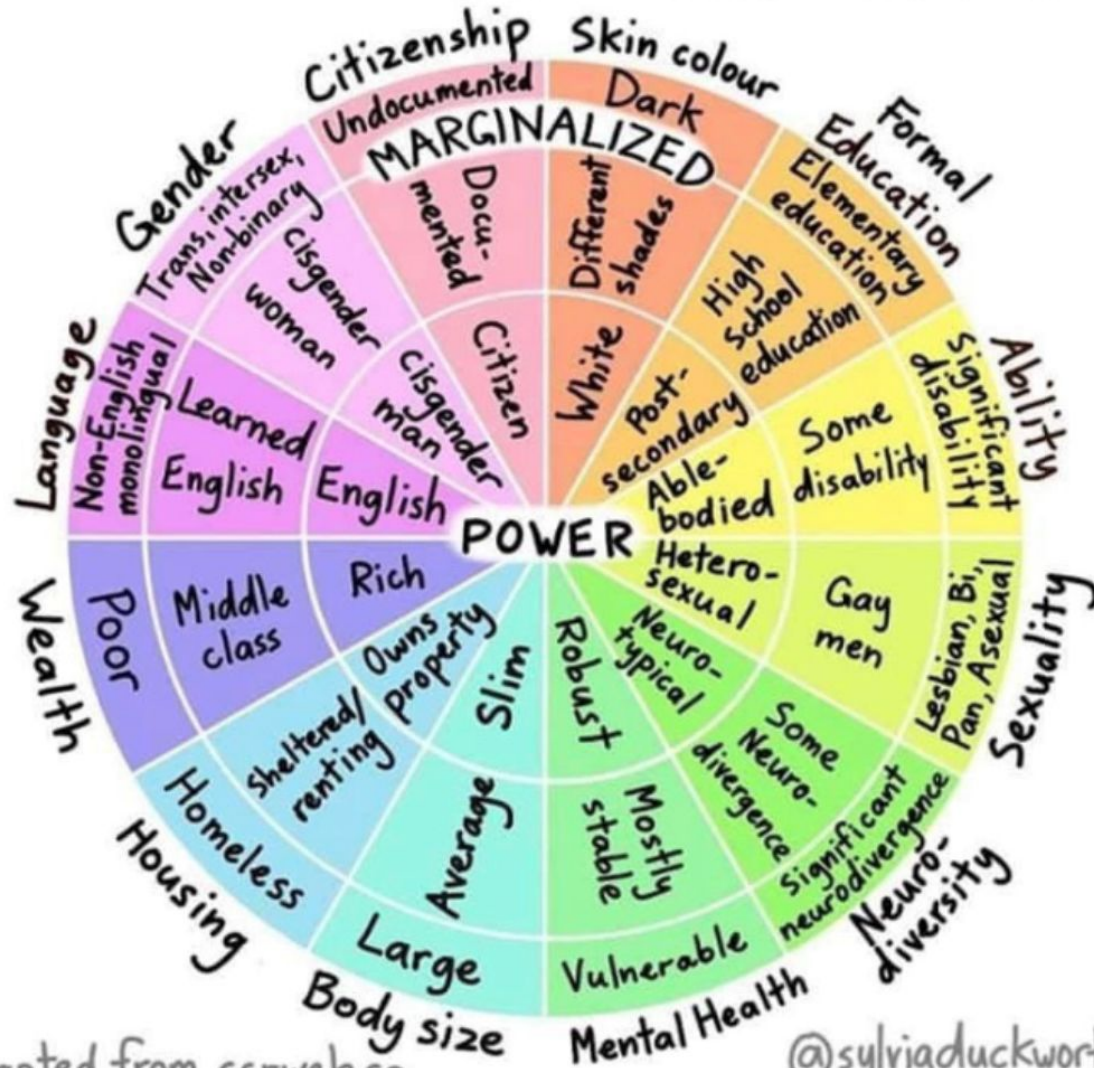 Citizenship
Undocumented
Docu-
mented
Citizen
Skin colour
Dark
Different
shades
White
Formal
Education
Elementary
education
High
school
education
Post-
secondary
Ability
Significant
disability
Some
disability
Able-
bodied
Sexuality
Lesbian, Bi,
Pan, Asexual
Gay
men
Hetero-
sexual
Neuro-
diversity
Significant
neurodivergence
Some
Neuro-
divergence
Neuro-
typical
Mental Health
Vulnerable
Mostly
stable
Robust
Body size
Large
Average
Slim
Housing
Homeless
Sheltered/
renting
Owns
property
Wealth
Poor
Middle
class
Rich
Language
Non-English
monolingual
Learned
English
English
Gender
Trans, intersex,
Non-binary
Cisgender
woman
Cisgender
man
MARGINALIZED
POWER
from
@sylviaduckwor